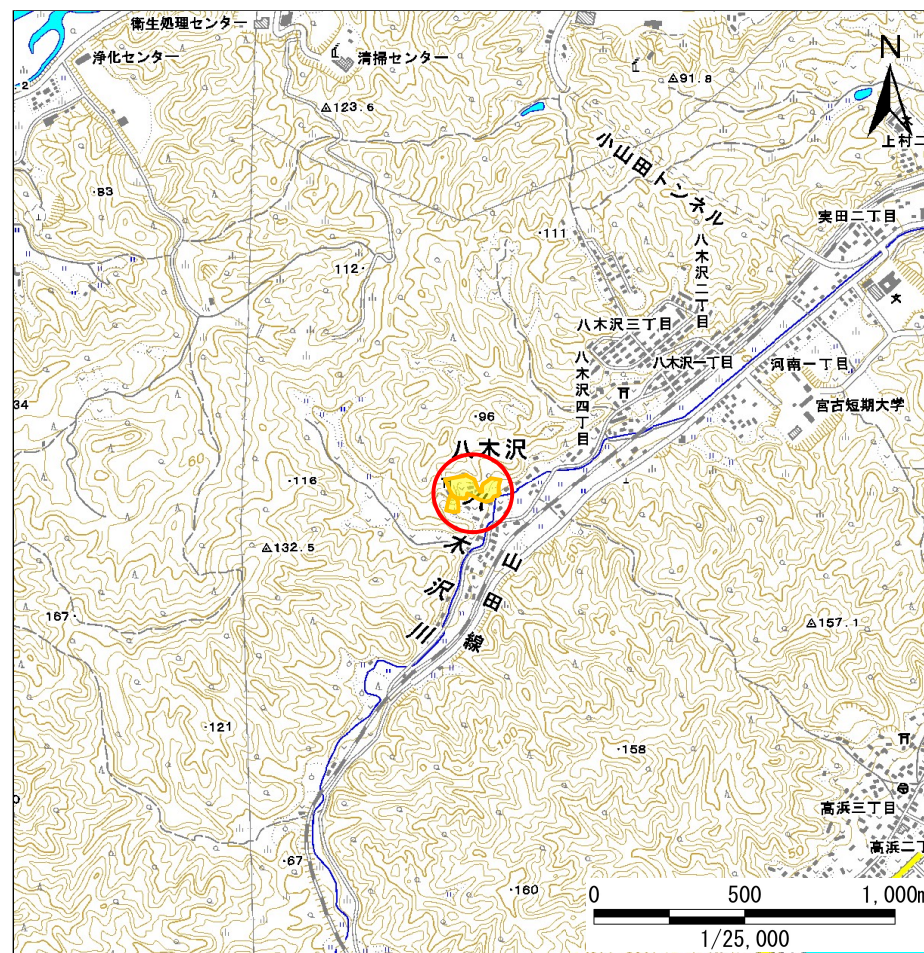 衛生処理センター
浄化センター
清掃センター
N
123.6
91.8
上村二
小山田トンネル
83
111
実田二丁目
112
八木沢二丁目
八木沢三丁目
八木沢一丁目
河南一丁目
八木沢四丁目
宮古短期大学
34
96
八木沢
60
116
八木沢川
132.5
山田線
167
157.1
121
100
158
高浜三丁目
50
高浜二丁
67
160
0 500 1,000m
1/25,000